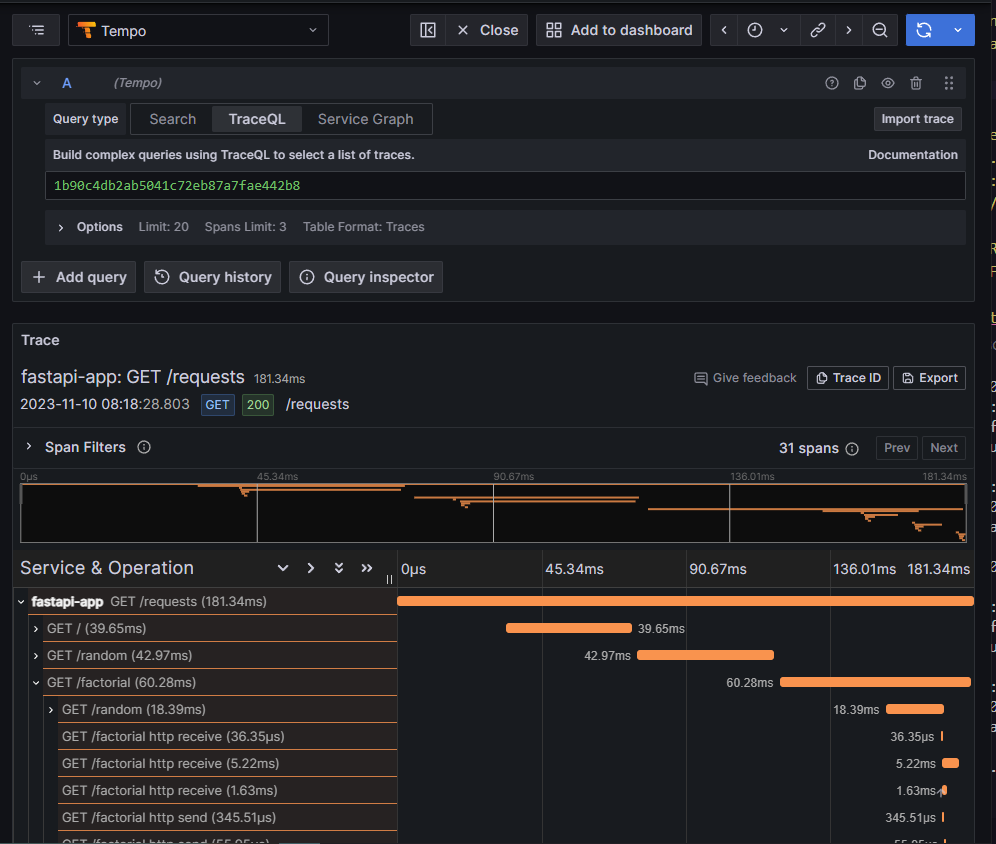 Tempo
Close
Add to dashboard
A (Tempo)
Query type Search TraceQL Service Graph Import trace
Build complex queries using TraceQL to select a list of traces. Documentation
1b90c4db2ab5041c72eb87a7fae442b8
Options Limit: 20 Spans Limit: 3 Table Format: Traces
+ Add query Query history Query inspector
Trace
fastapi-app: GET /requests 181.34ms Give feedback Trace ID Export
2023-11-10 08:18:28.803 GET 200 /requests
Span Filters 31 spans Prev Next
0μs 45.34ms 90.67ms 136.01ms 181.34ms
Service & Operation 0μs 45.34ms 90.67ms 136.01ms 181.34ms
fastapi-app GET /requests (181.34ms)
GET / (39.65ms) 39.65ms
GET /random (42.97ms) 42.97ms
GET /factorial (60.28ms) 60.28ms
GET /random (18.39ms) 18.39ms
GET /factorial http receive (36.35μs) 36.35μs
GET /factorial http receive (5.22ms) 5.22ms
GET /factorial http receive (1.63ms) 1.63ms
GET /factorial http send (345.51μs) 345.51μs